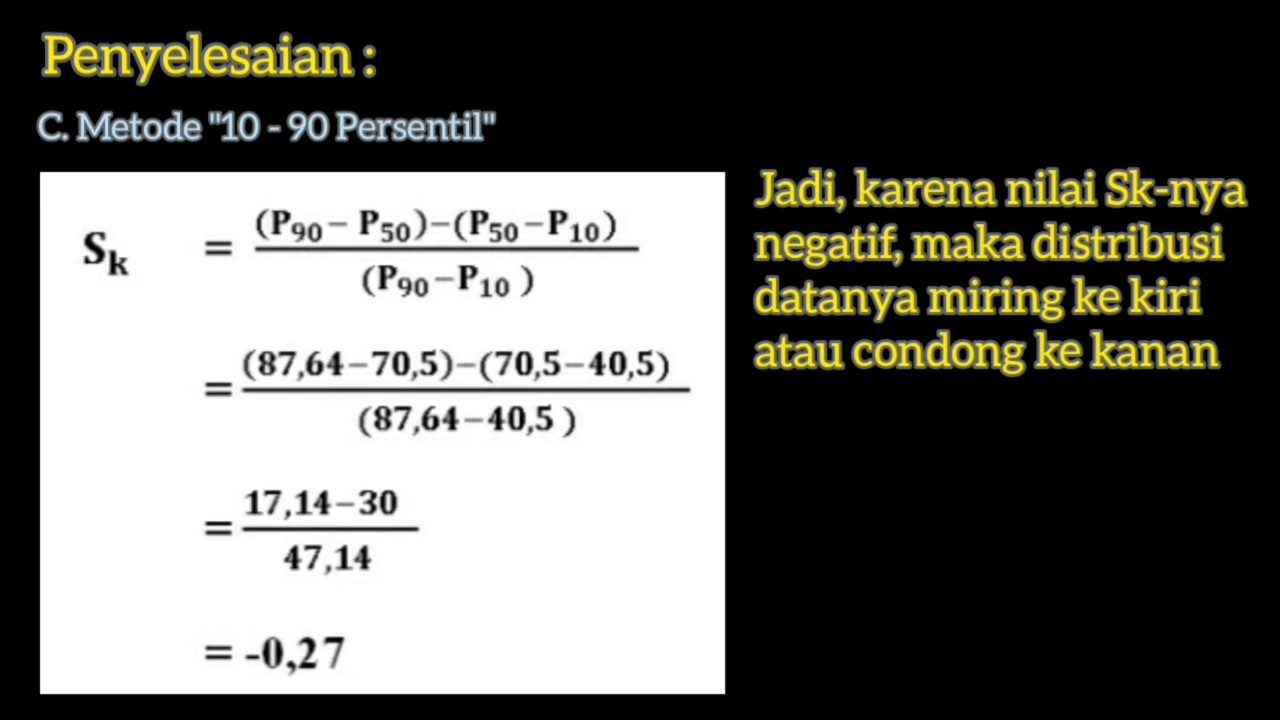 Penyelesaian :
C. Metode "10 - 90 Persentil"
Sk = (P90 − P50)−(P50−P10)
(P90−P10 )
= (87,64−70,5)−(70,5−40,5)
(87,64−40,5 )
= 17,14−30
47,14
= -0,27
Jadi, karena nilai Sk-nya
negatif, maka distribusi
datanya miring ke kiri
atau condong ke kanan